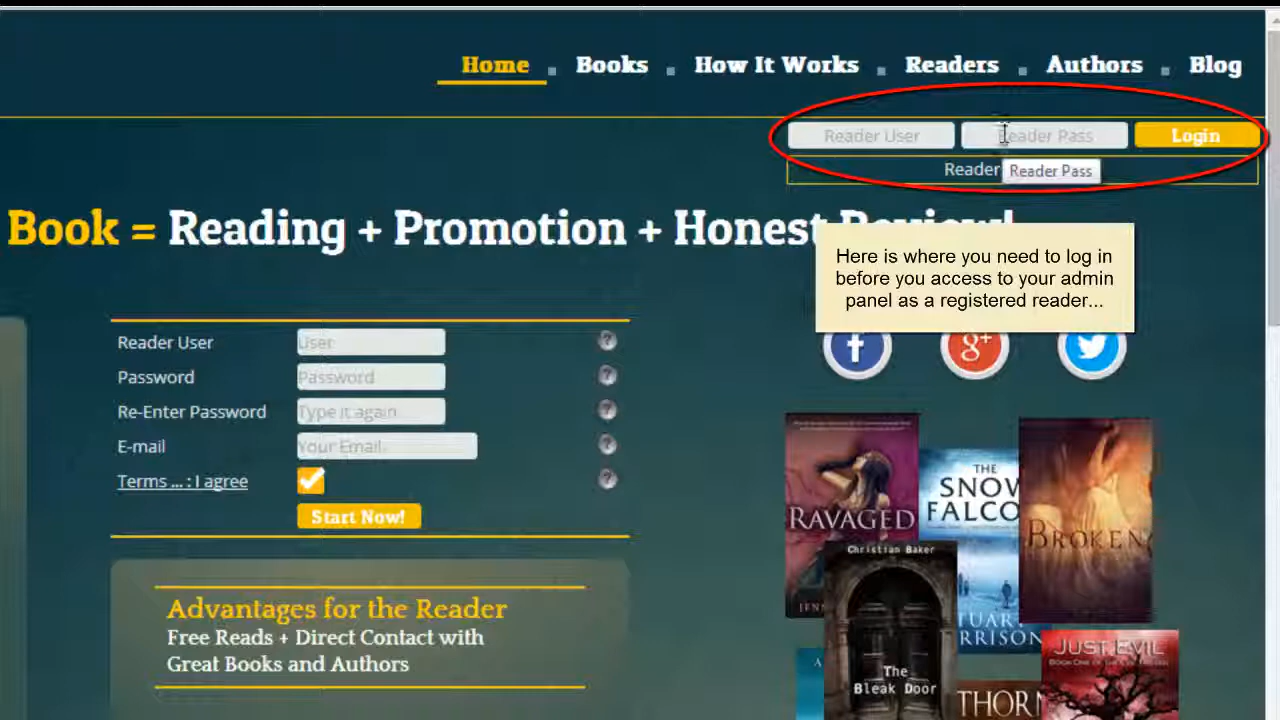 Home Books How It Works Readers Authors Blog
Reader User Reader Pass Login
Reader Reader Pass
Book = Reading + Promotion + Honest Review!
Here is where you need to log in
before you access to your admin
panel as a registered reader...
Reader User User ?
Password Password ?
Re-Enter Password Type it again ?
E-mail Your Email ?
Terms ... : I agree ?
Start Now!
Advantages for the Reader
Free Reads + Direct Contact with
Great Books and Authors
f g+
RAVAGED
THE
SNOW
FALCO
BROKEN
Christian Baker
The
Bleak Door
JUST EVIL
THORN